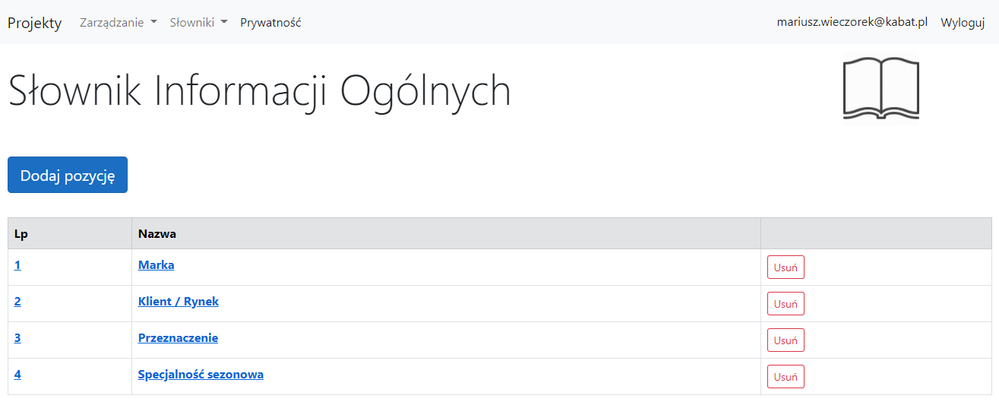 Projekty Zarządzanie Słowniki Prywatność mariusz.wieczorek@kabat.pl Wyloguj
Słownik Informacji Ogólnych
Dodaj pozycję
Lp Nazwa
1 Marka Usuń
2 Klient / Rynek Usuń
3 Przeznaczenie Usuń
4 Specjalność sezonowa Usuń